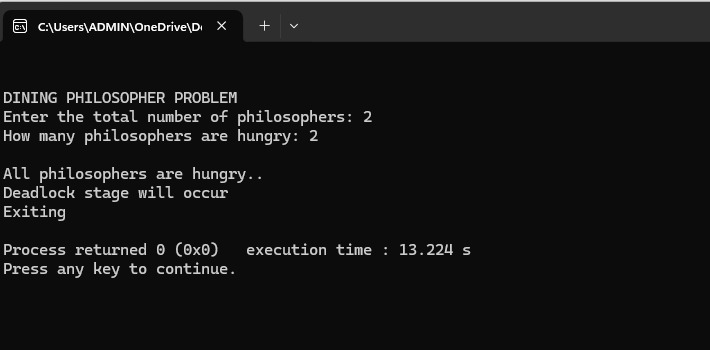 C:\Users\ADMIN\OneDrive\D
DINING PHILOSOPHER PROBLEM
Enter the total number of philosophers: 2
How many philosophers are hungry: 2
All philosophers are hungry..
Deadlock stage will occur
Exiting
Process returned 0 (0x0)   execution time : 13.224 s
Press any key to continue.